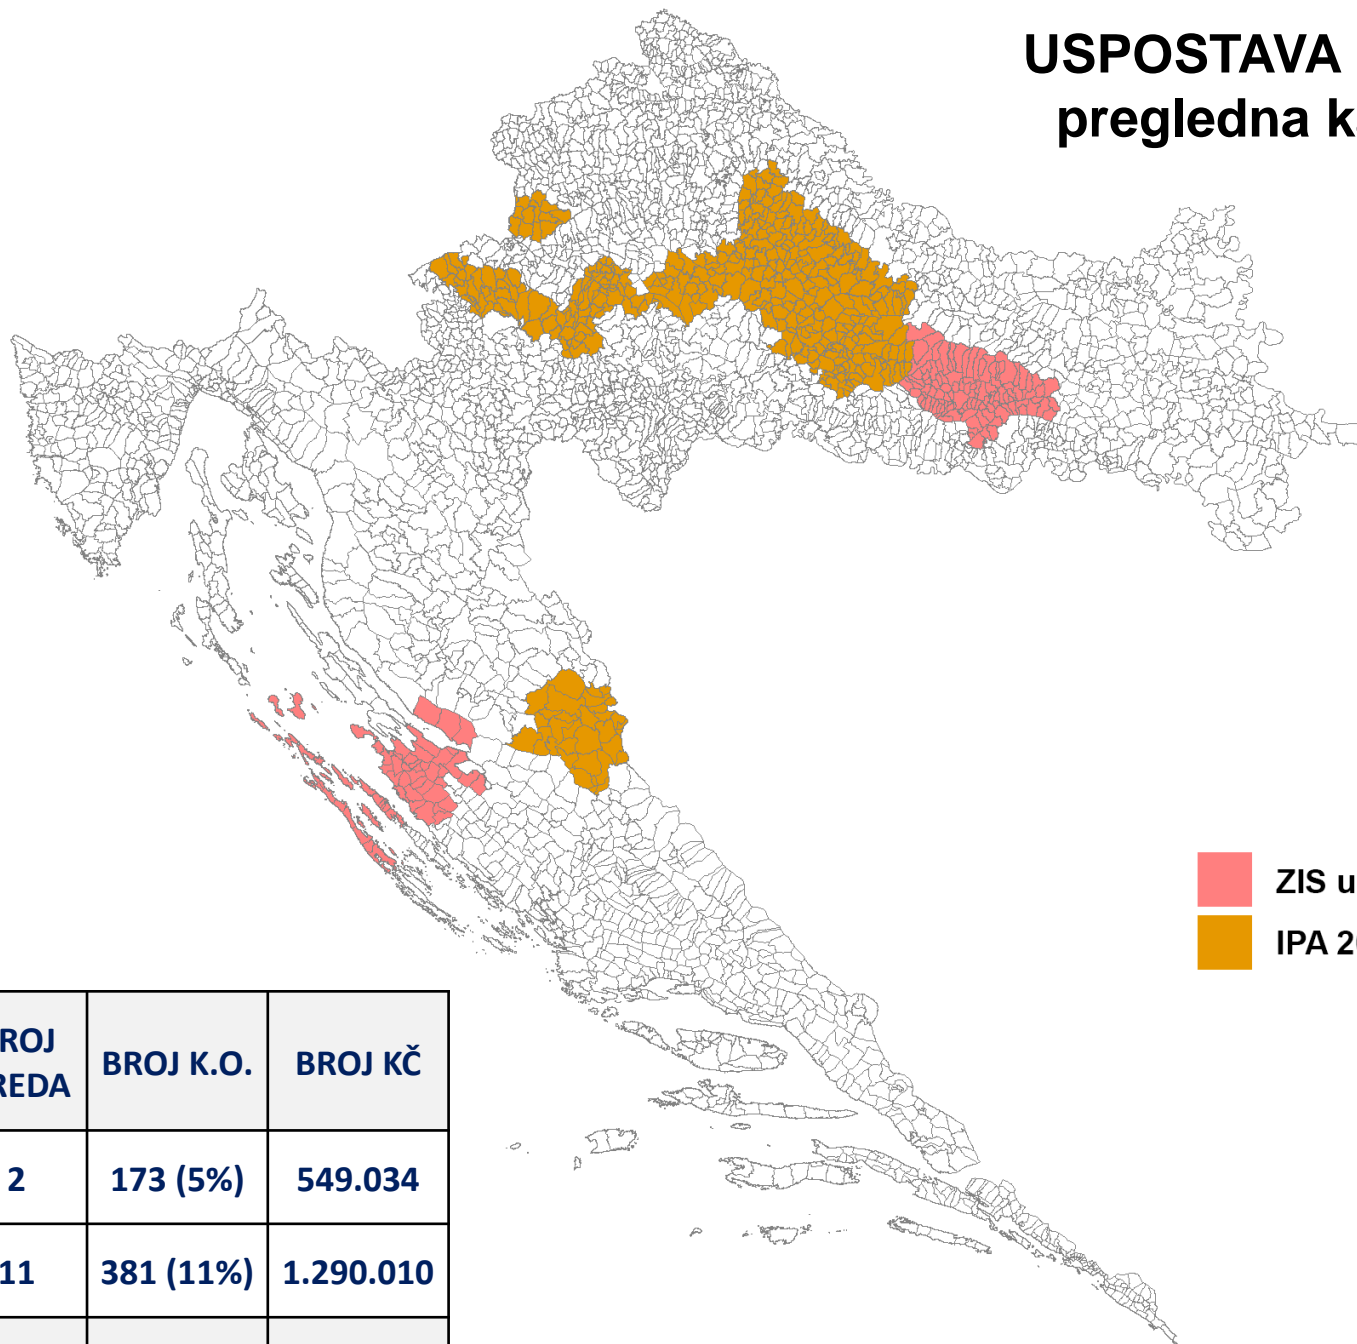 USPOSTAVA
pregledna k
ZIS u
IPA 2
ROJ
REDA
BROJ K.O.
BROJ KČ
2
173 (5%)
549.034
11
381 (11%)
1.290.010